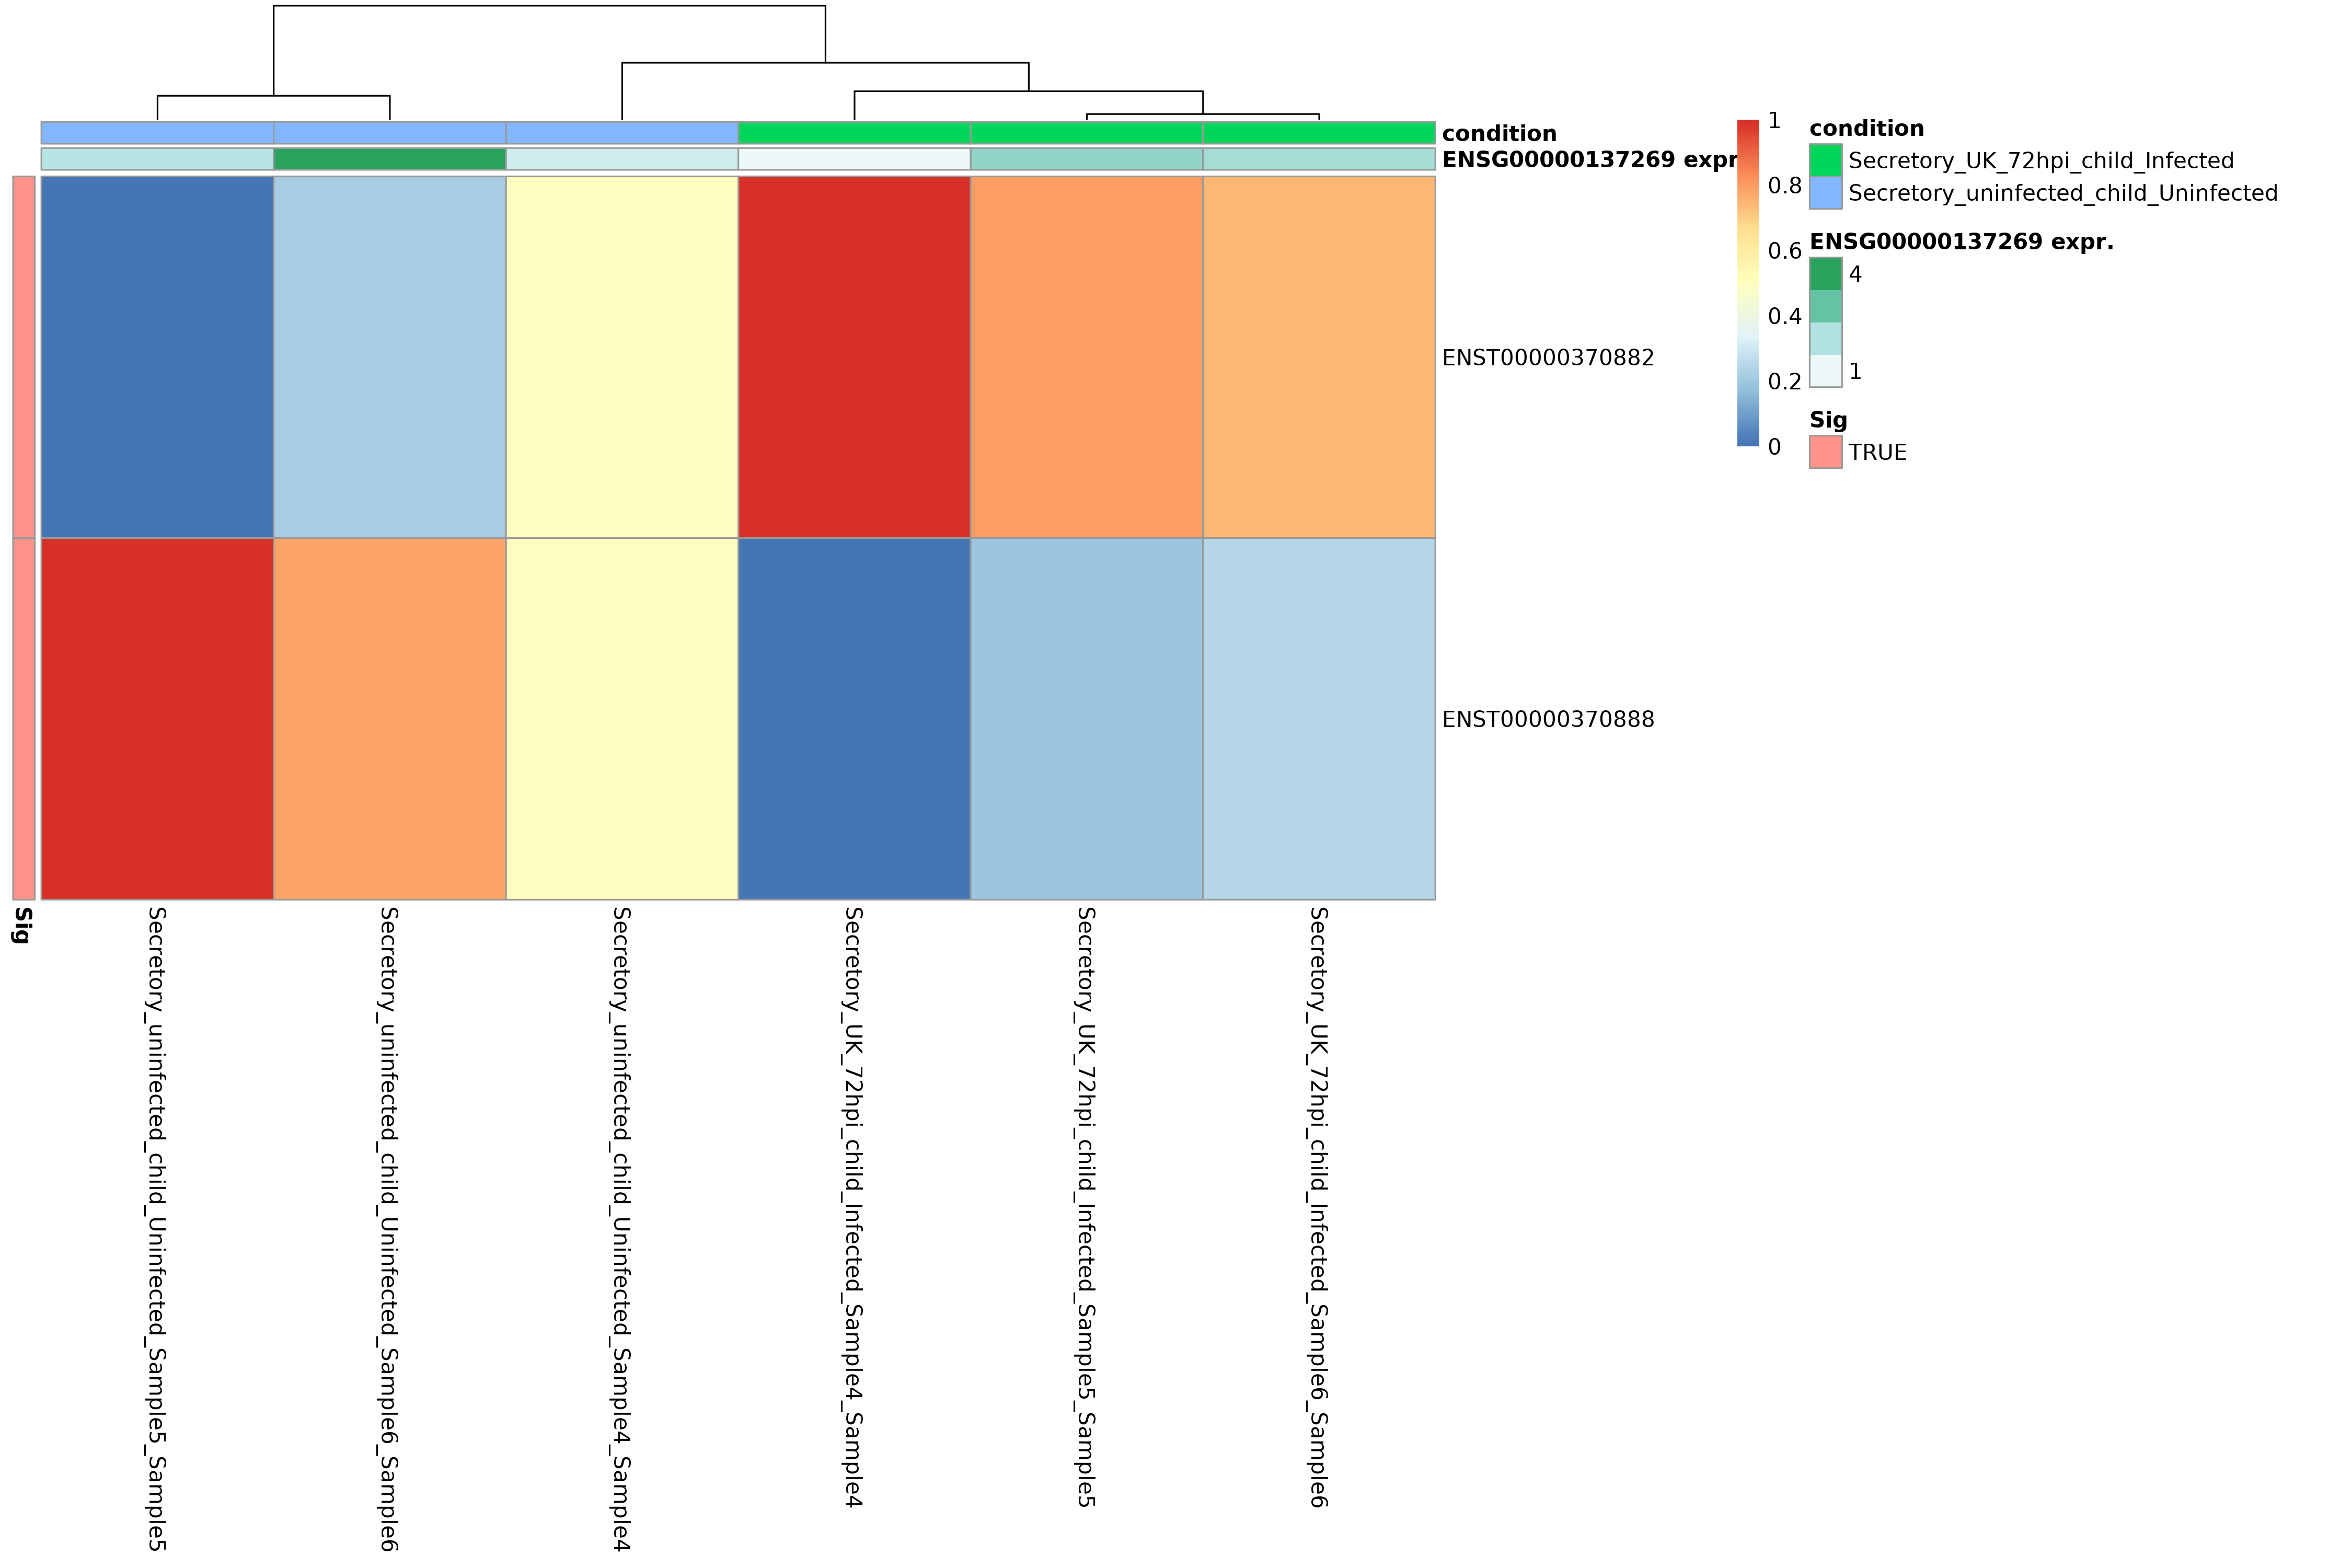 condition
ENSG00000137269 expr
ENST00000370882
ENST00000370888
1
0.8
0.6
0.4
0.2
0
condition
Secretory_UK_72hpi_child_Infected
Secretory_uninfected_child_Uninfected
ENSG00000137269 expr.
4
1
Sig
TRUE
Sig
Secretory_uninfected_child_Uninfected_Sample5_Sample5
Secretory_uninfected_child_Uninfected_Sample6_Sample6
Secretory_uninfected_child_Uninfected_Sample4_Sample4
Secretory_UK_72hpi_child_Infected_Sample4_Sample4
Secretory_UK_72hpi_child_Infected_Sample5_Sample5
Secretory_UK_72hpi_child_Infected_Sample6_Sample6